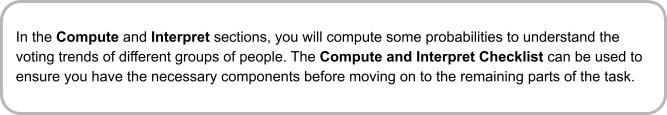 In the Compute and Interpret sections, you will compute some probabilities to understand the
voting trends of different groups of people. The Compute and Interpret Checklist can be used to
ensure you have the necessary components before moving on to the remaining parts of the task.